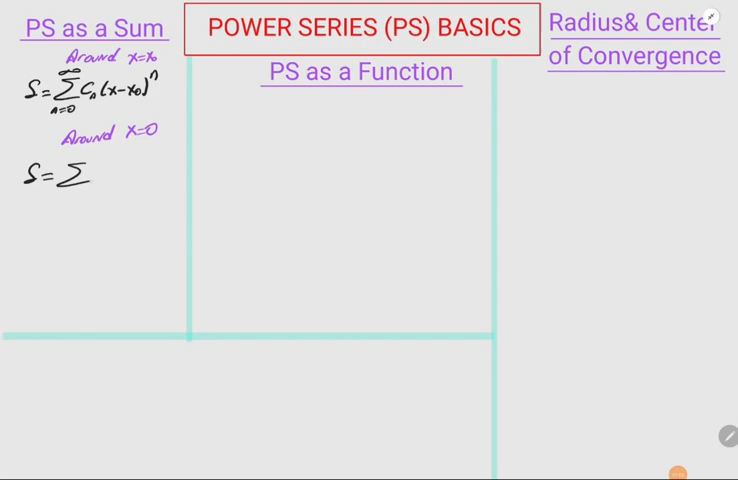 POWER SERIES (PS) BASICS
PS as a Sum
Around x=x₀
S=∑ Cₙ(x-x₀)ⁿ
∞
n=0
Around x=0
S=∑
PS as a Function
Radius& Center
of Convergence